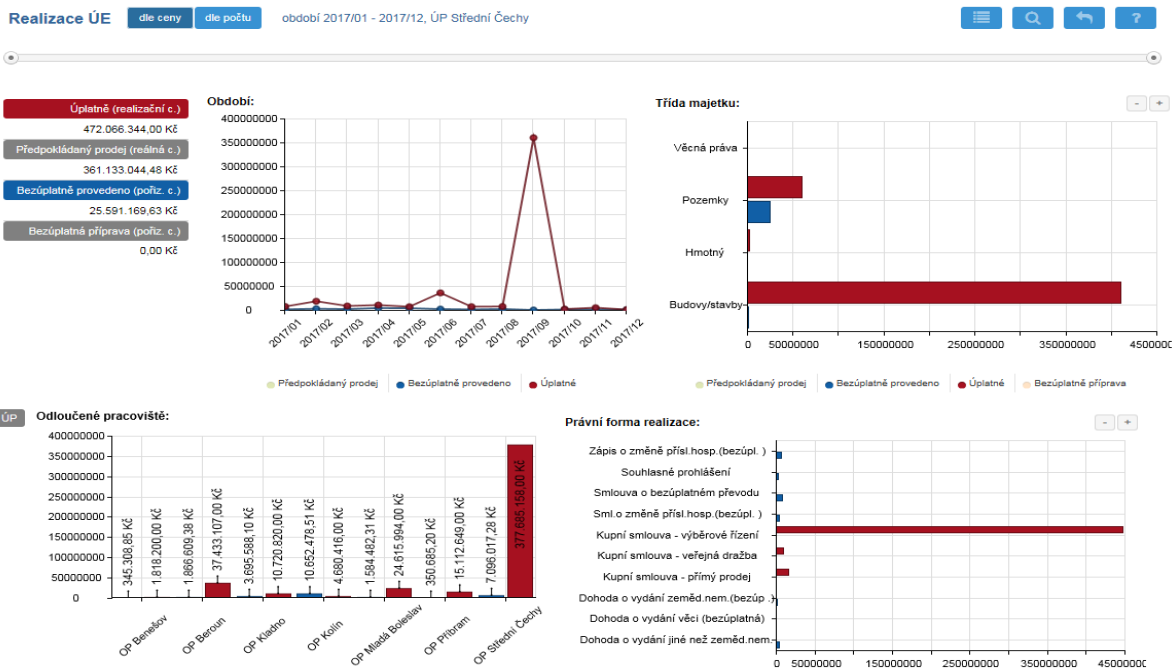 Realizace ÚE
dle ceny
dle počtu
období 2017/01 - 2017/12, ÚP Střední Čechy
?
Úplatně (realizační c.)
472.066.344,00 Kč
Předpokládaný prodej (reálná c.)
361.133.044,48 Kč
Bezúplatně provedeno (pořiz. c.)
25.591.169,63 Kč
Bezúplatná příprava (pořiz. c.)
0,00 Kč
Období:
400000000
350000000
300000000
250000000
200000000
150000000
100000000
50000000
0
2017/01
2017/02
2017/03
2017/04
2017/05
2017/06
2017/07
2017/08
2017/09
2017/10
2017/11
2017/12
Předpokládaný prodej
Bezúplatně provedeno
Úplatné
Třída majetku:
-
+
Věcná práva
Pozemky
Hmotný
Budovy/stavby
0
50000000
150000000
250000000
350000000
4500000
Předpokládaný prodej
Bezúplatně provedeno
Úplatné
Bezúplatně příprava
ÚP
Odloučené pracoviště:
400000000
350000000
300000000
250000000
200000000
150000000
100000000
50000000
0
345.308,85 Kč
1.818.200,00 Kč
1.866.609,38 Kč
37.433.107,00 Kč
3.695.588,10 Kč
10.720.820,00 Kč
10.652.478,51 Kč
4.680.416,00 Kč
1.584.482,31 Kč
24.615.994,00 Kč
350.685,20 Kč
15.112.649,00 Kč
7.096.017,28 Kč
377.685.158,00 Kč
OP Benešov
OP Beroun
OP Kladno
OP Kolín
OP Mladá Boleslav
OP Příbram
OP Střední Čechy
Právní forma realizace:
-
+
Zápis o změně přísl.hosp.(bezúpl. )
Souhlasné prohlášení
Smlouva o bezúplatném převodu
Sml.o změně přísl.hosp.(bezúpl. )
Kupní smlouva - výběrové řízení
Kupní smlouva - veřejná dražba
Kupní smlouva - přímý prodej
Dohoda o vydání zeměd.nem.(bezúp .)
Dohoda o vydání věci (bezúplatná)
Dohoda o vydání jiné než zeměd.nem.
0
50000000
150000000
250000000
350000000
4500000